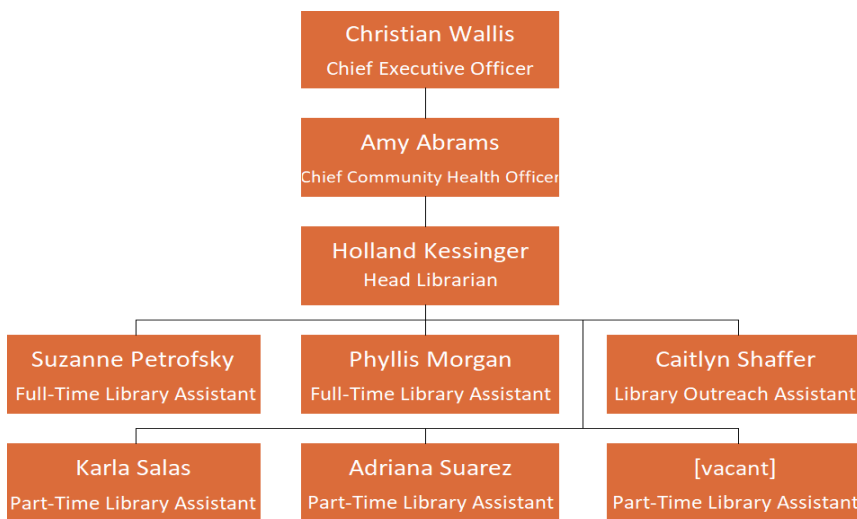 Christian Wallis
Chief Executive Officer
Amy Abrams
Chief Community Health Officer
Holland Kessinger
Head Librarian
Suzanne Petrofsky
Full-Time Library Assistant
Phyllis Morgan
Full-Time Library Assistant
Caitlyn Shaffer
Library Outreach Assistant
Karla Salas
Part-Time Library Assistant
Adriana Suarez
Part-Time Library Assistant
[vacant]
Part-Time Library Assistant